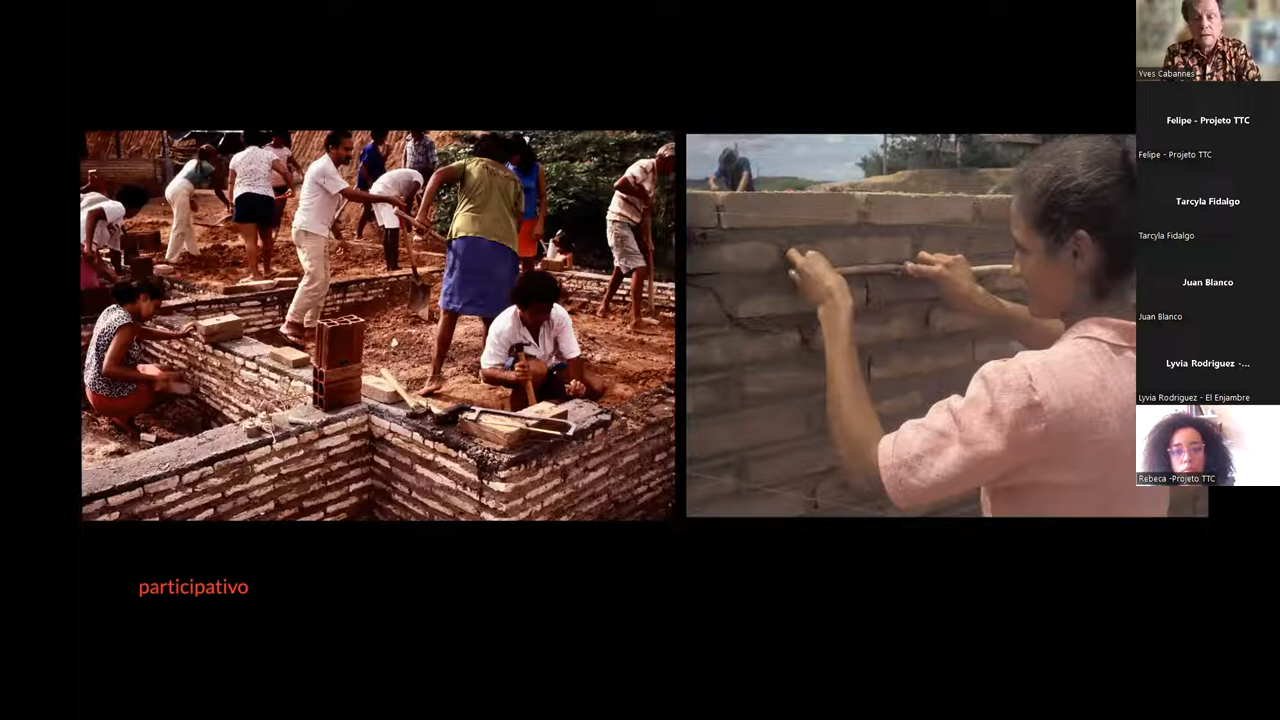 participativo
Yves Cabannes
Felipe - Projeto TTC
Felipe - Projeto TTC
Tarcyla Fidalgo
Tarcyla Fidalgo
Juan Blanco
Juan Blanco
Lyvia Rodriguez -...
Lyvia Rodriguez - El Enjambre
Rebeca -Projeto TTC